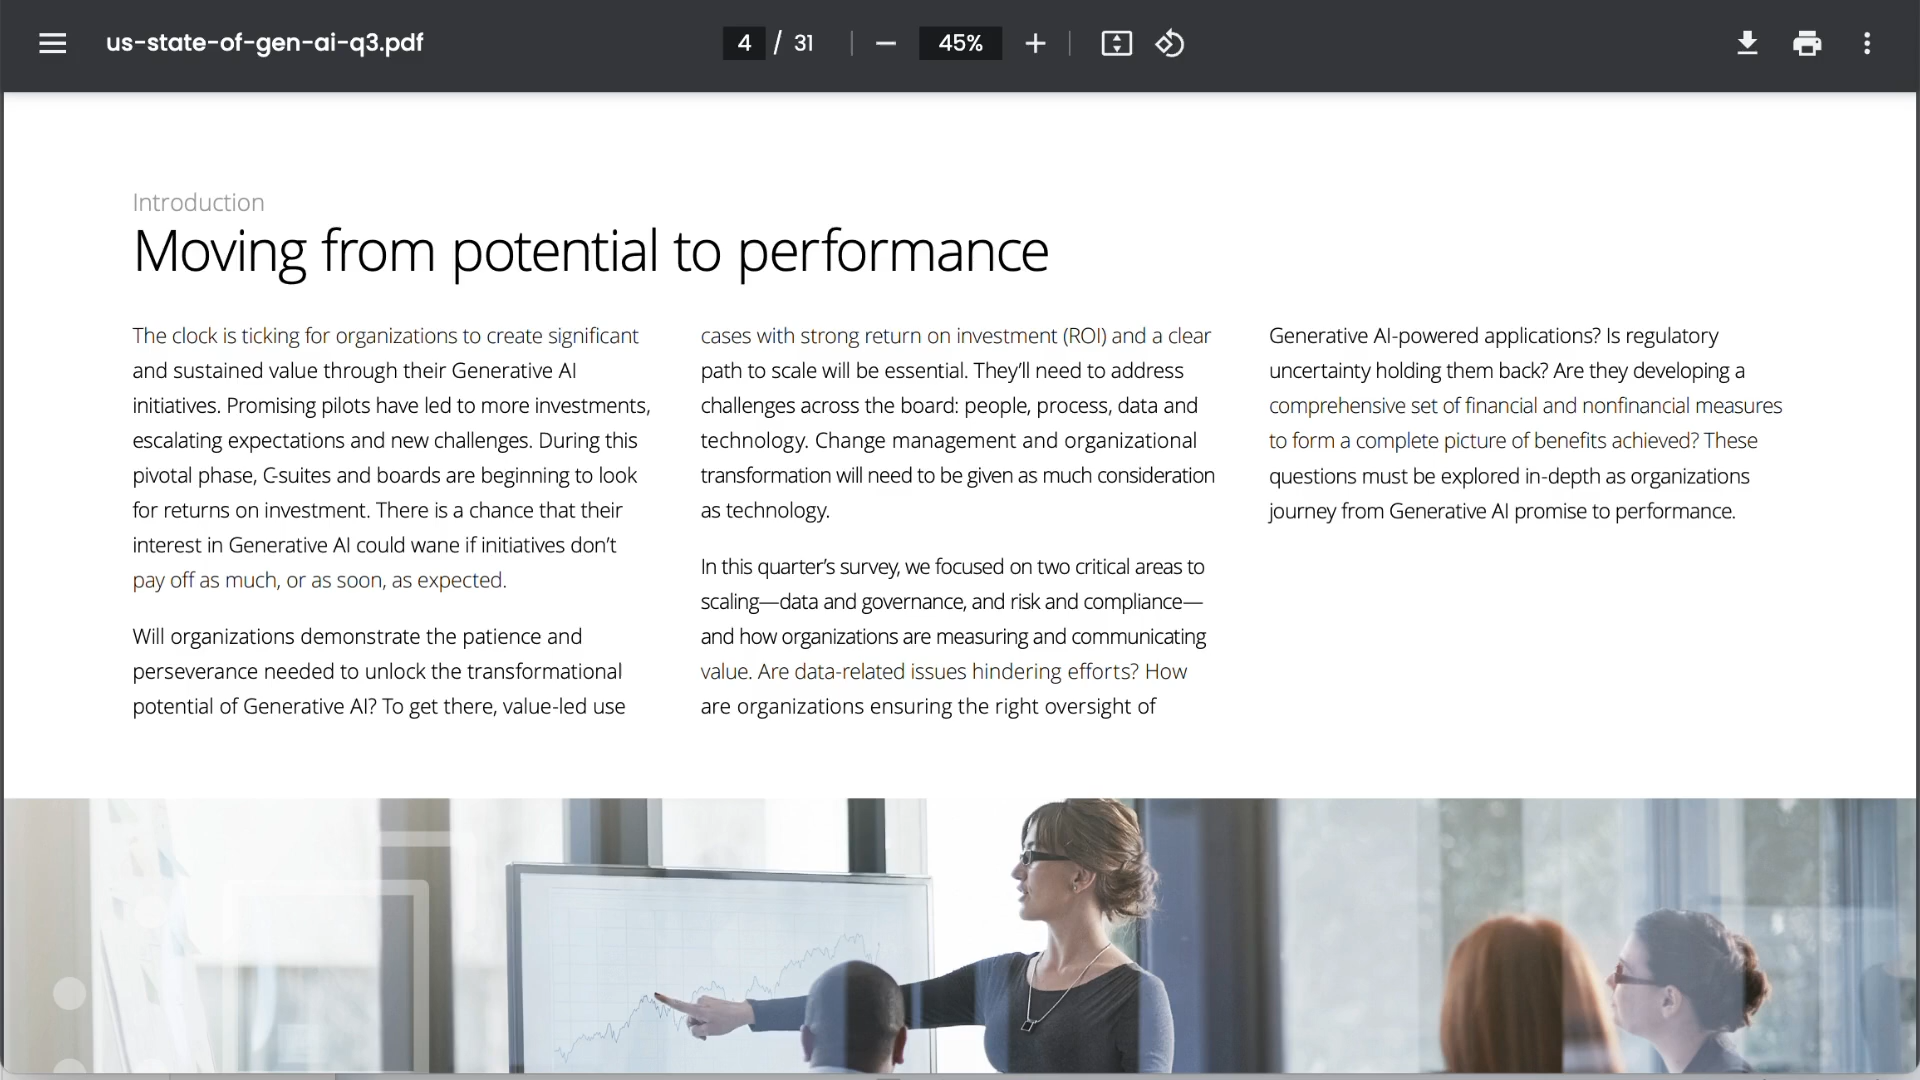 us-state-of-gen-ai-q3.pdf
4 / 31
45%
Introduction
Moving from potential to performance
The clock is ticking for organizations to create significant
and sustained value through their Generative AI
initiatives. Promising pilots have led to more investments,
escalating expectations and new challenges. During this
pivotal phase, C-suites and boards are beginning to look
for returns on investment. There is a chance that their
interest in Generative AI could wane if initiatives don’t
pay off as much, or as soon, as expected.
Will organizations demonstrate the patience and
perseverance needed to unlock the transformational
potential of Generative AI? To get there, value-led use
cases with strong return on investment (ROI) and a clear
path to scale will be essential. They’ll need to address
challenges across the board: people, process, data and
technology. Change management and organizational
transformation will need to be given as much consideration
as technology.
In this quarter’s survey, we focused on two critical areas to
scaling—data and governance, and risk and compliance—
and how organizations are measuring and communicating
value. Are data-related issues hindering efforts? How
are organizations ensuring the right oversight of
Generative AI-powered applications? Is regulatory
uncertainty holding them back? Are they developing a
comprehensive set of financial and nonfinancial measures
to form a complete picture of benefits achieved? These
questions must be explored in-depth as organizations
journey from Generative AI promise to performance.